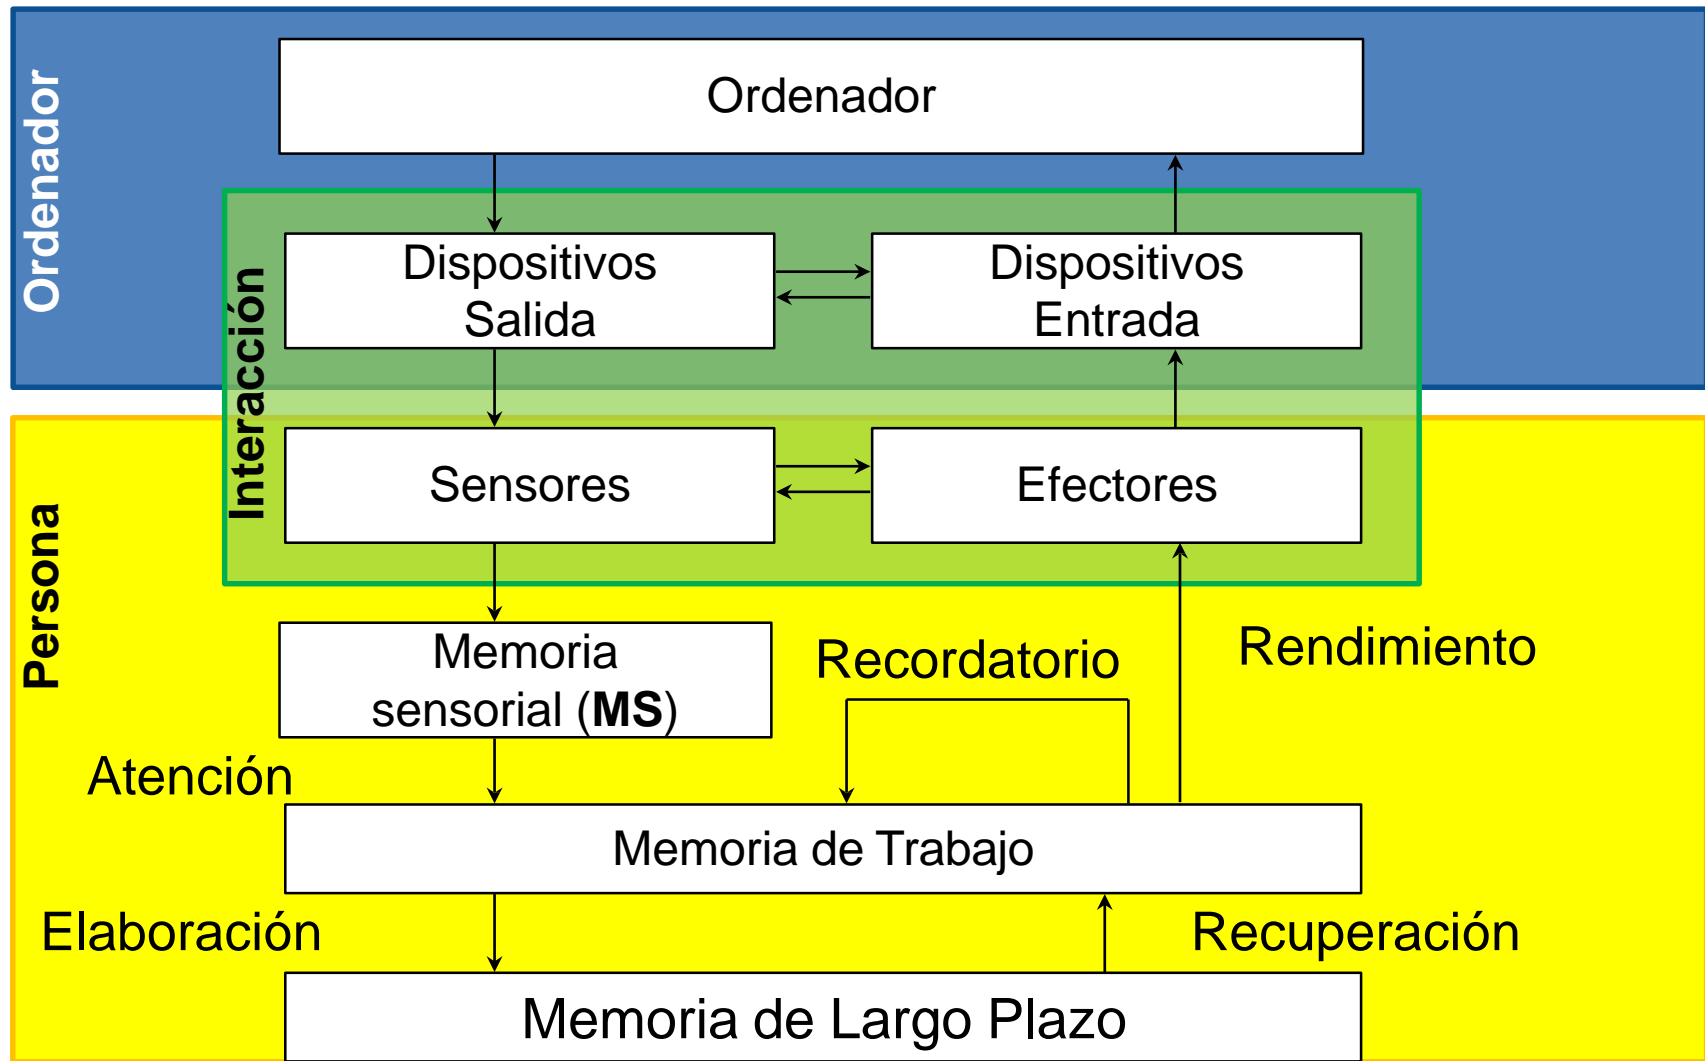 Ordenador
Ordenador
Interacción
Dispositivos
Salida
Dispositivos
Entrada
Sensores
Efectores
Persona
Memoria
sensorial (MS)
Recordatorio
Rendimiento
Atención
Memoria de Trabajo
Elaboración
Recuperación
Memoria de Largo Plazo